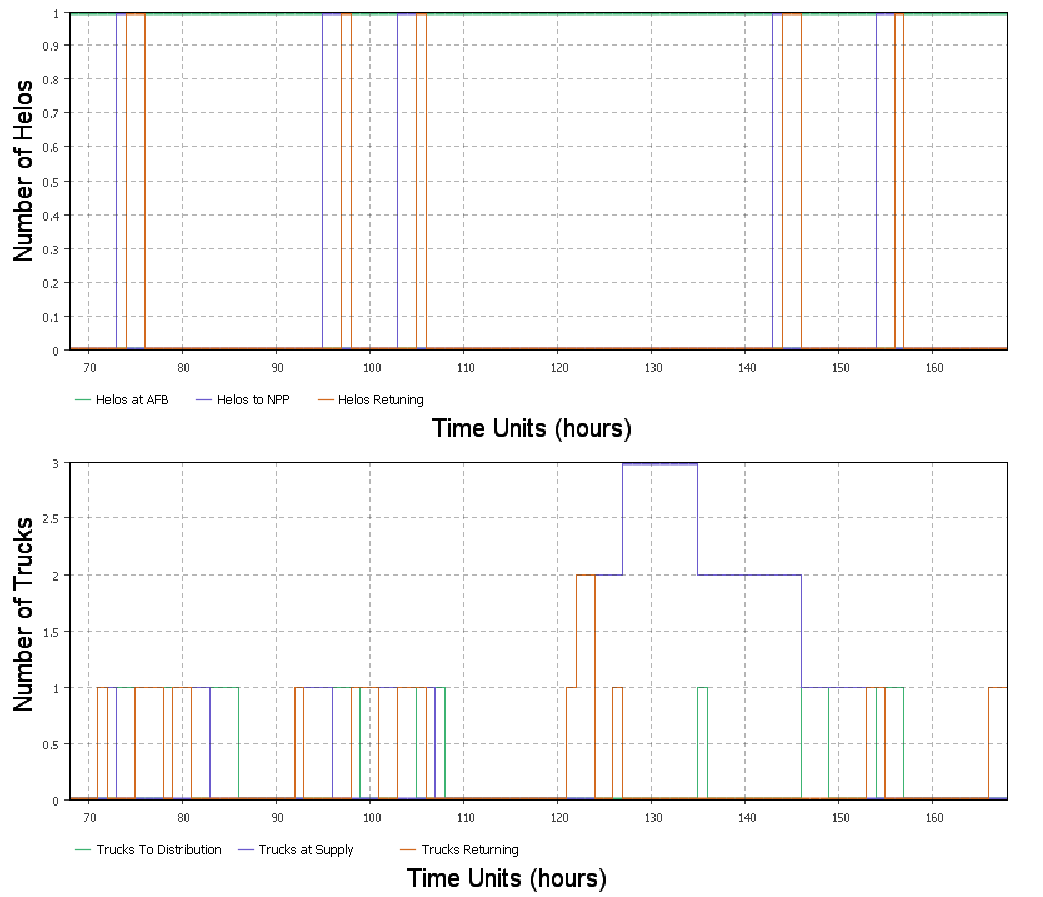 1
0.9
0.8
0.7
0.6
0.5
0.4
0.3
0.2
0.1
0
Number of Helos
70 80 90 100 110 120 130 140 150 160
Helos at AFB Helos to NPP Helos Retuning
Time Units (hours)
3
2.5
2
1.5
1
0.5
0
Number of Trucks
70 80 90 100 110 120 130 140 150 160
Trucks To Distribution Trucks at Supply Trucks Returning
Time Units (hours)